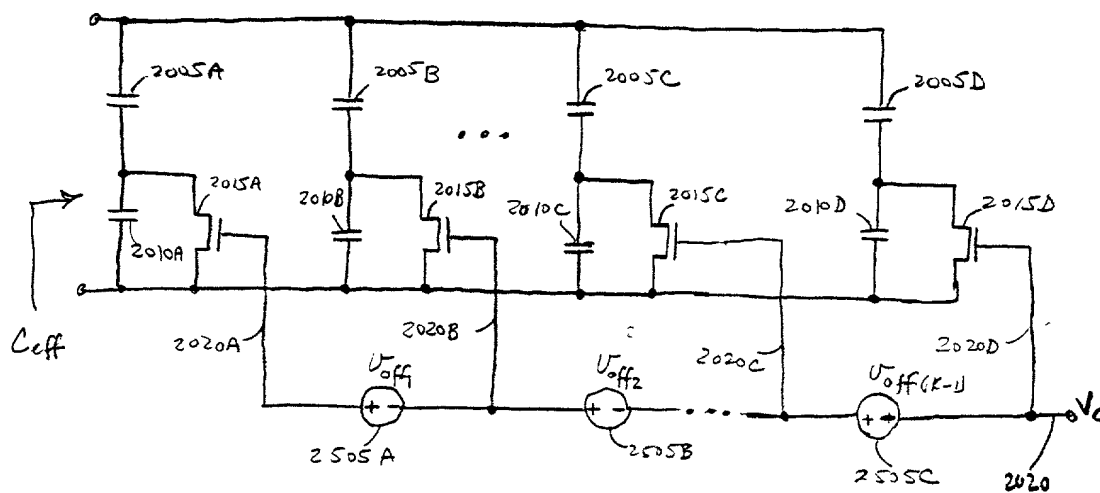 2005A
2005B
2005C
2005D
...
2015A
2010B
2015B
2010C
2015C
2010D
2015D
2010A
Ceff
2020A
2020B
2020C
2020D
Voff1
Voff2
Voff(K-1)
+ -
+ -
...
Vc
2505A
2505B
2505C
2020